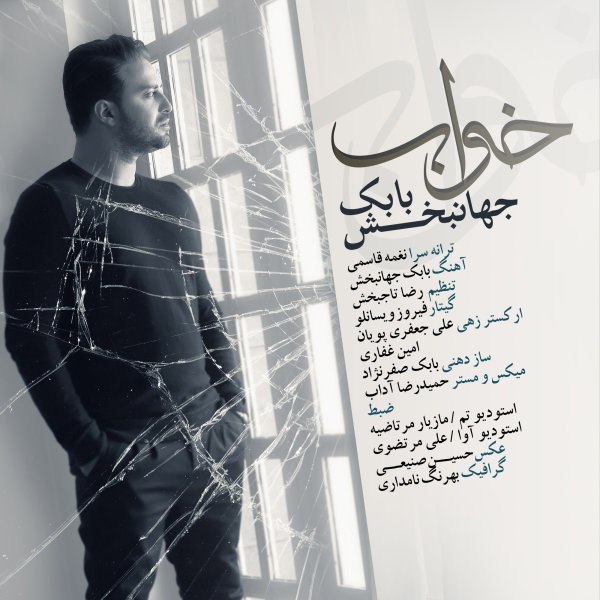 خواب
بابک
جهانبخش
ترانه سرا نغمه قاسمی
آهنگ بابک جهانبخش
تنظیم رضا تاجبخش
گیتار فیروز ویسانلو
ارکستر زهی علی جعفری پویان
امین غفاری
ساز دهنی بابک صفرنژاد
میکس و مستر حمیدرضا آداب
ضبط
استودیو تم / مازیار مرتاضیه
استودیو آوا / علی مرتضوی
عکس حسین صنیعی
گرافیک بهرنگ نامداری